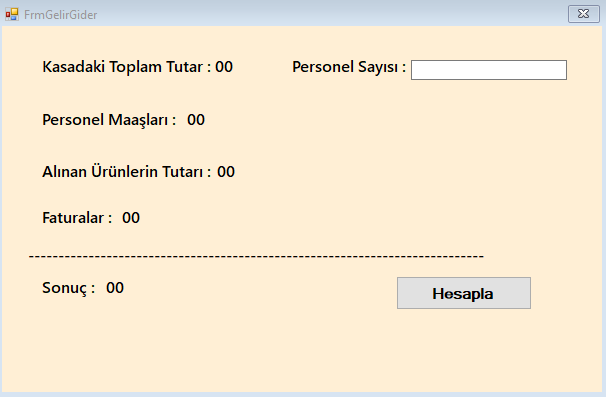 FrmGelirGider
Kasadaki Toplam Tutar : 00 Personel Sayısı :
Personel Maaşları : 00
Alınan Ürünlerin Tutarı : 00
Faturalar : 00
----------------------------------------------------------------------------
Sonuç : 00
Hesapla